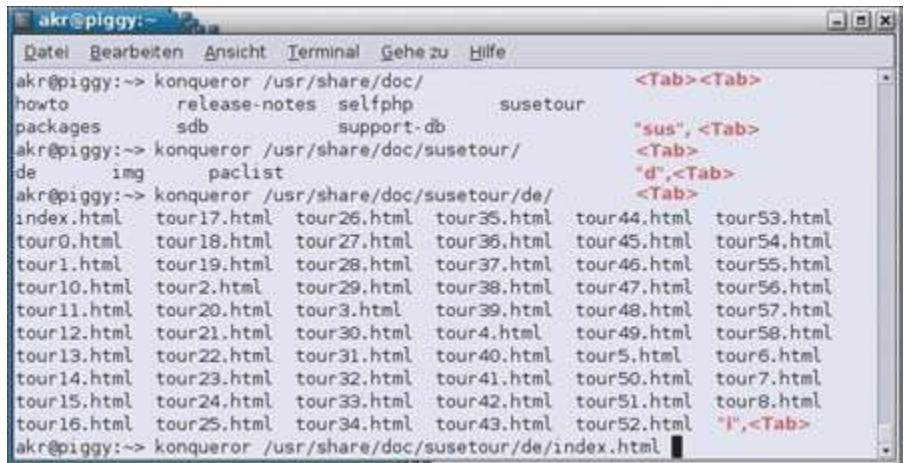 akr@piggy:~
Datei Bearbeiten Ansicht Terminal Gehe zu Hilfe
akr@piggy:~> konqueror /usr/share/doc/ <Tab><Tab>
howto release-notes selfphp susetour
packages sdb support-db "sus", <Tab>
akr@piggy:~> konqueror /usr/share/doc/susetour/ <Tab>
de img paclist "d",<Tab>
akr@piggy:~> konqueror /usr/share/doc/susetour/de/ <Tab>
index.html tour17.html tour26.html tour35.html tour44.html tour53.html
tour0.html tour18.html tour27.html tour36.html tour45.html tour54.html
tour1.html tour19.html tour28.html tour37.html tour46.html tour55.html
tour10.html tour2.html tour29.html tour38.html tour47.html tour56.html
tour11.html tour20.html tour3.html tour39.html tour48.html tour57.html
tour12.html tour21.html tour30.html tour4.html tour49.html tour58.html
tour13.html tour22.html tour31.html tour40.html tour5.html tour6.html
tour14.html tour23.html tour32.html tour41.html tour50.html tour7.html
tour15.html tour24.html tour33.html tour42.html tour51.html tour8.html
tour16.html tour25.html tour34.html tour43.html tour52.html "i",<Tab>
akr@piggy:~> konqueror /usr/share/doc/susetour/de/index.html